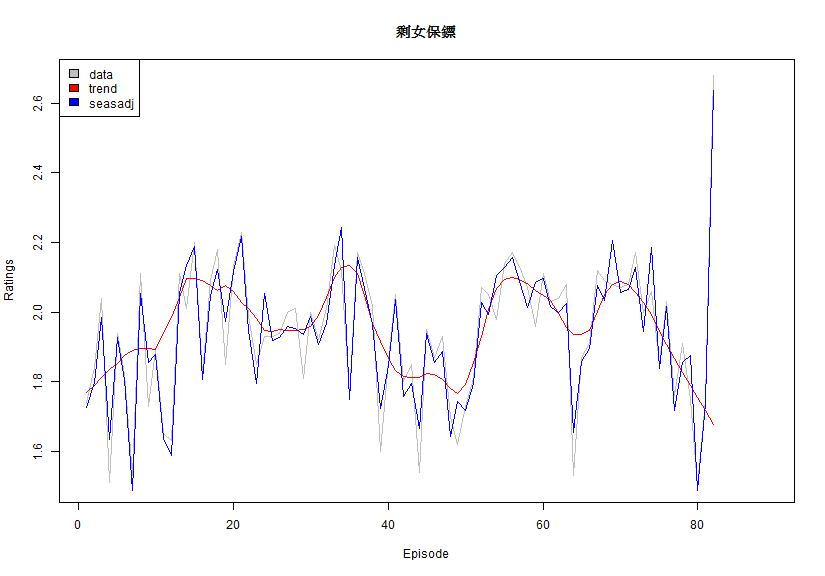 剩女保鏢
data
trend
seasadj
Ratings
2.6
2.4
2.2
2.0
1.8
1.6
0 20 40 60 80
Episode